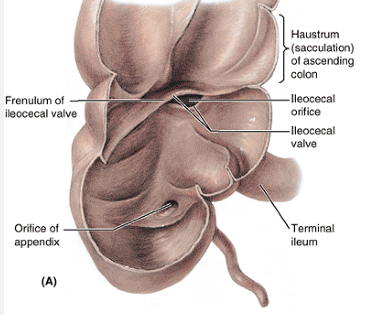 Haustrum
(sacculation)
of ascending
colon
Frenulum of
ileocecal valve
Ileocecal
orifice
Ileocecal
valve
Orifice of
appendix
Terminal
ileum
(A)